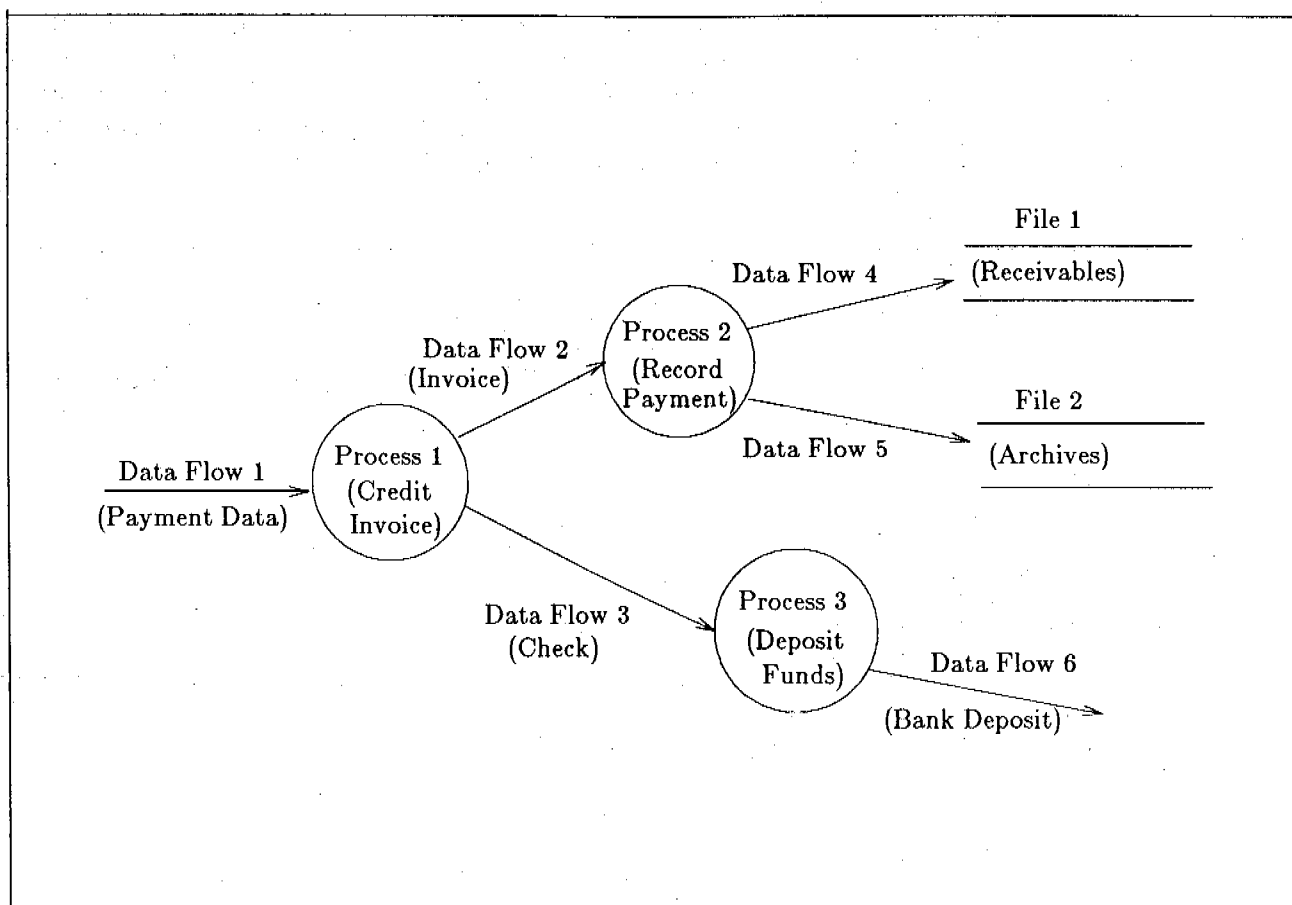 File 1
(Receivables)
Data Flow 4
Process 2
(Record
Payment)
Data Flow 2
(Invoice)
File 2
(Archives)
Data Flow 5
Process 1
(Credit
Invoice)
Data Flow 1
(Payment Data)
Process 3
(Deposit
Funds)
Data Flow 3
(Check)
Data Flow 6
(Bank Deposit)